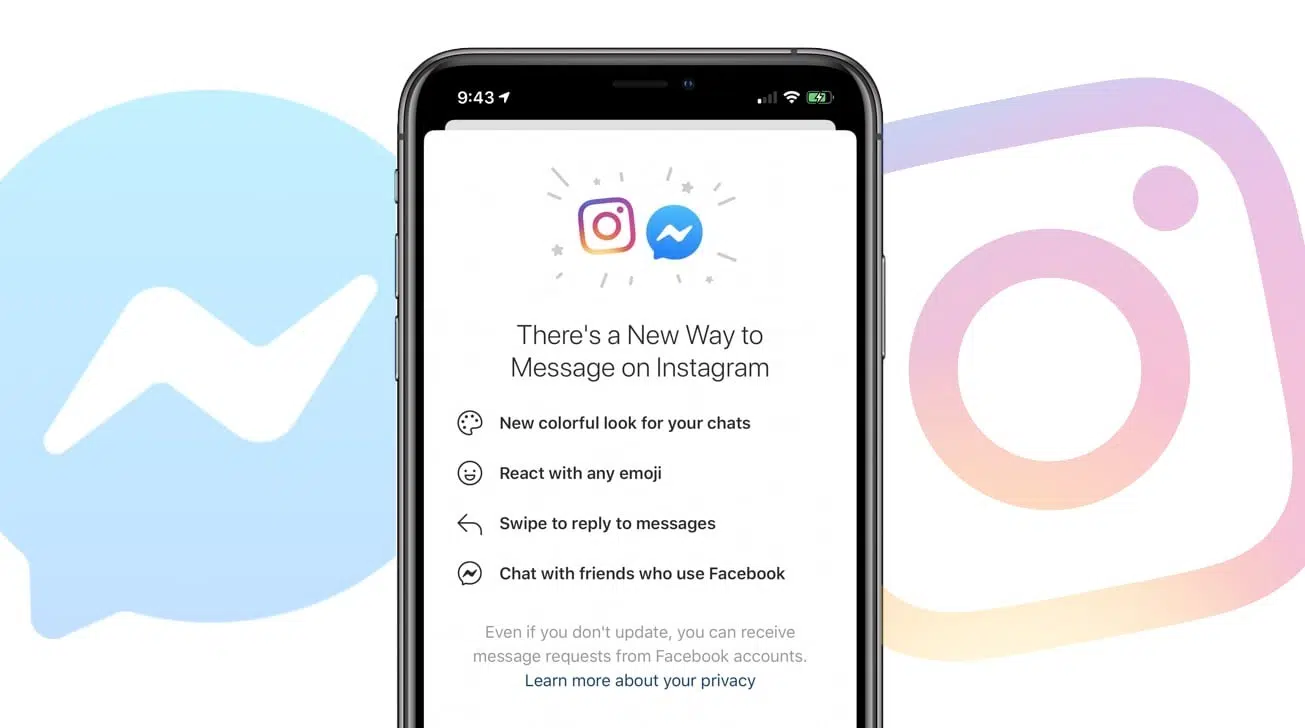 9:43
There's a New Way to
Message on Instagram
New colorful look for your chats
React with any emoji
Swipe to reply to messages
Chat with friends who use Facebook
Even if you don't update, you can receive
message requests from Facebook accounts.
Learn more about your privacy